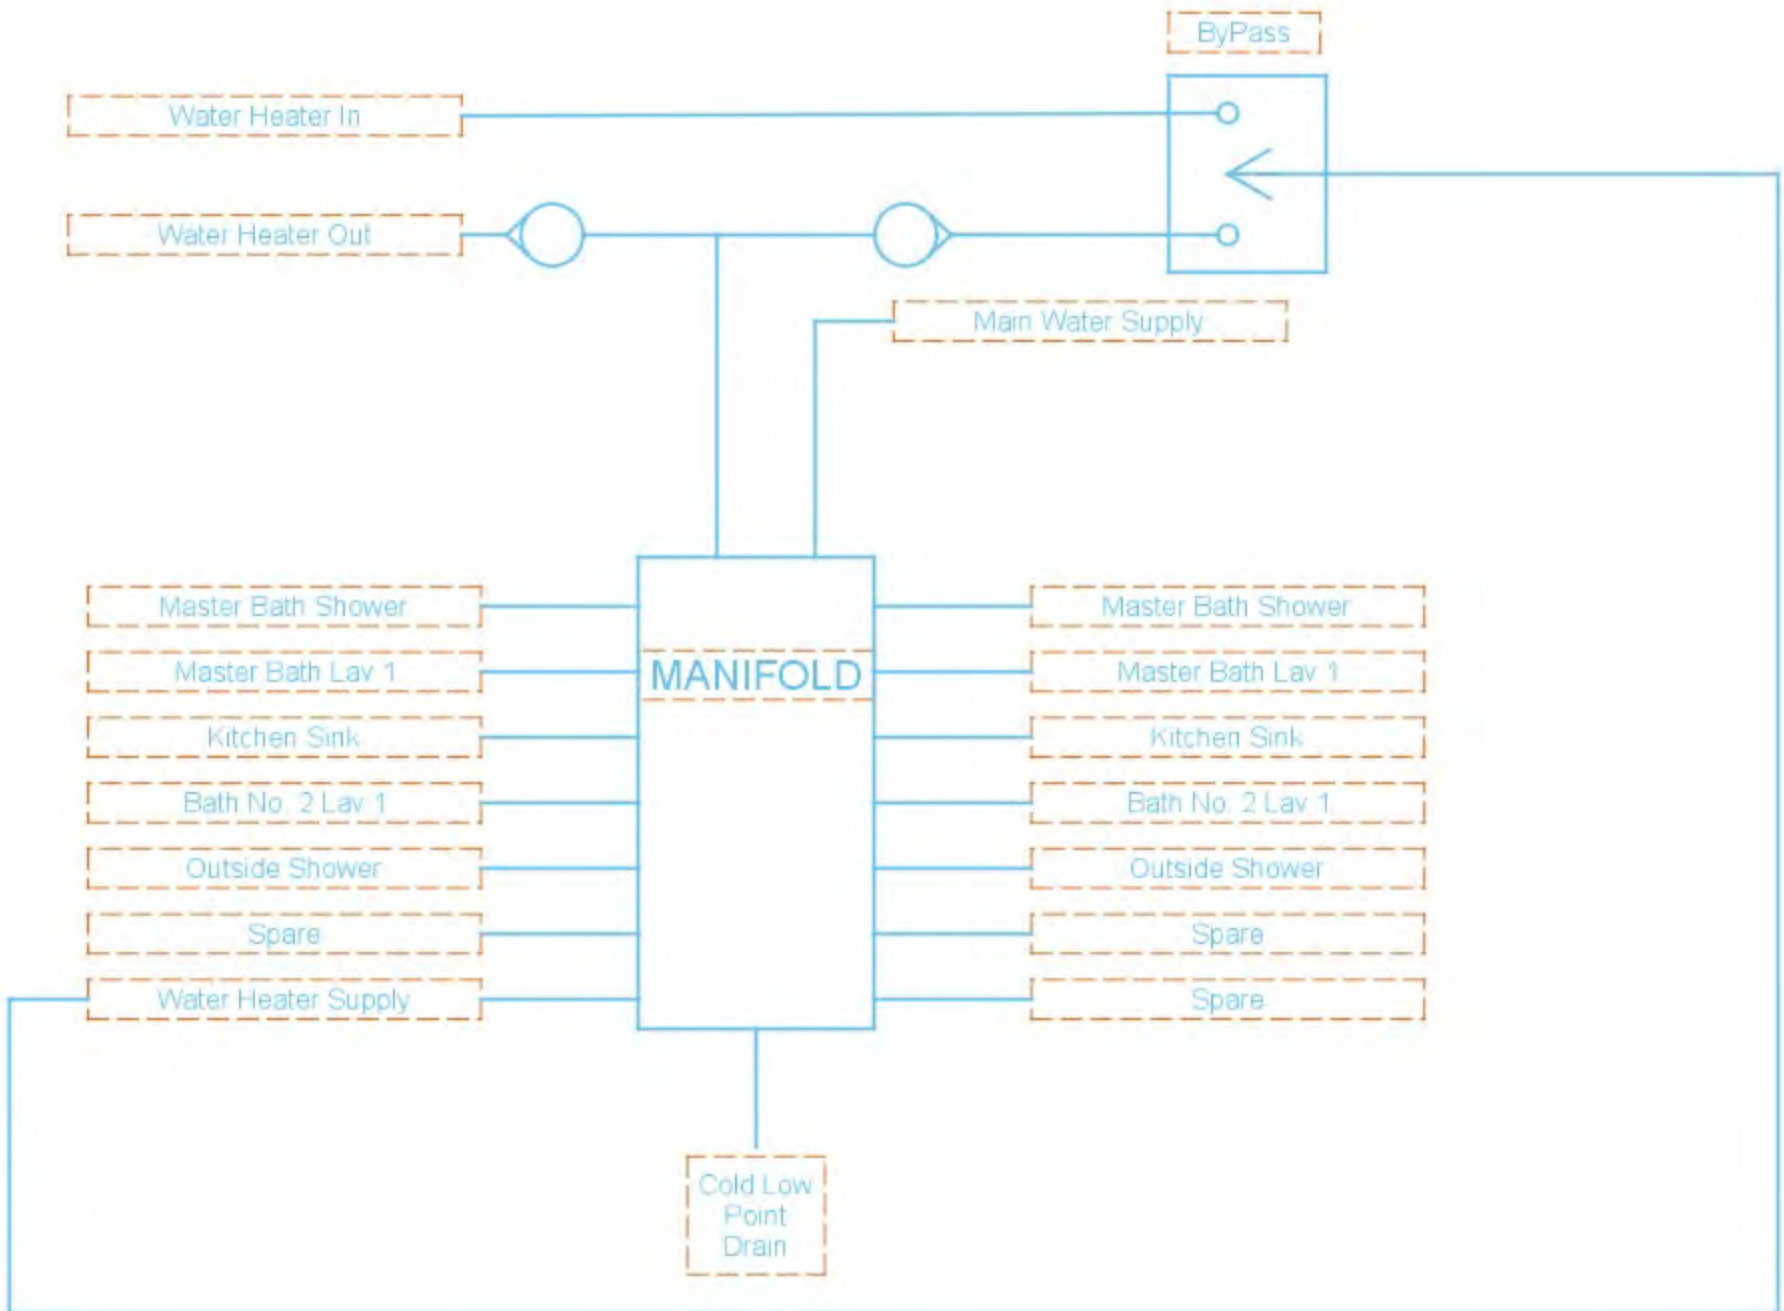 ByPass
Water Heater In
Water Heater Out
Main Water Supply
Master Bath Shower
Master Bath Shower
MANIFOLD
Master Bath Lav 1
Master Bath Lav 1
Kitchen Sink
Kitchen Sink
Bath No. 2 Lav 1
Bath No. 2 Lav 1
Outside Shower
Outside Shower
Spare
Spare
Water Heater Supply
Spare
Cold Low
Point
Drain